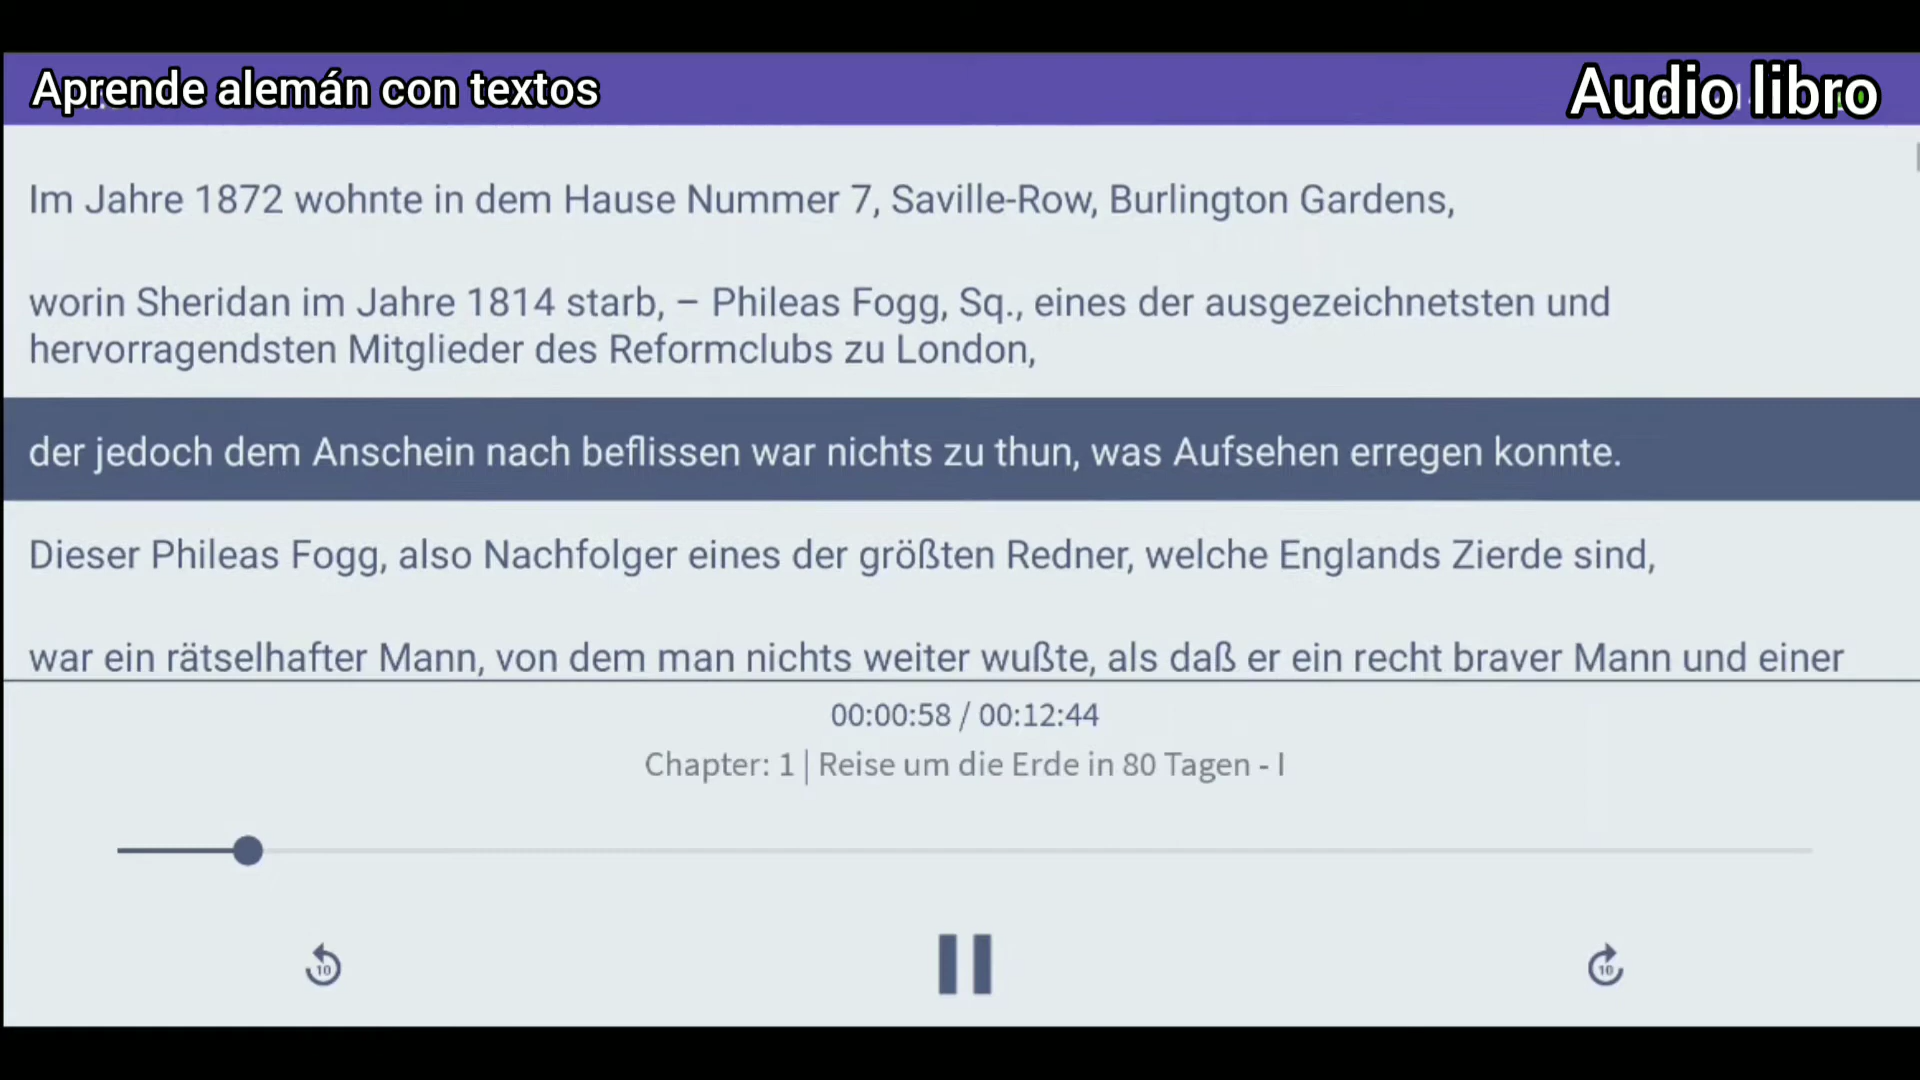 Aprende alemán con textos
Audio libro
Im Jahre 1872 wohnte in dem Hause Nummer 7, Saville-Row, Burlington Gardens,
worin Sheridan im Jahre 1814 starb, – Phileas Fogg, Sq., eines der ausgezeichnetsten und
hervorragendsten Mitglieder des Reformclubs zu London,
der jedoch dem Anschein nach beflissen war nichts zu thun, was Aufsehen erregen konnte.
Dieser Phileas Fogg, also Nachfolger eines der größten Redner, welche Englands Zierde sind,
war ein rätselhafter Mann, von dem man nichts weiter wußte, als daß er ein recht braver Mann und einer
00:00:58 / 00:12:44
Chapter: 1 | Reise um die Erde in 80 Tagen - I
10
10